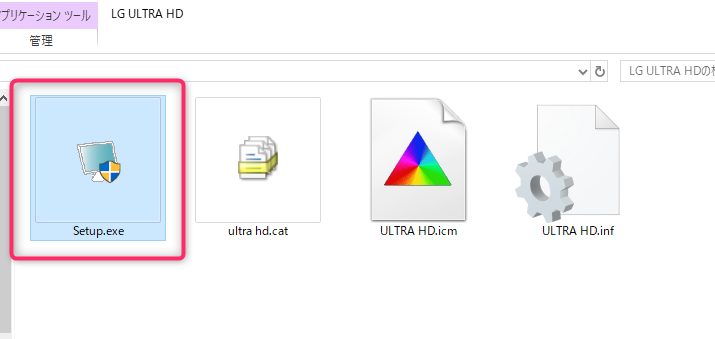 プリケーション ツール
LG ULTRA HD
管理
LG ULTRA HDの
Setup.exe
ultra hd.cat
ULTRA HD.icm
ULTRA HD.inf